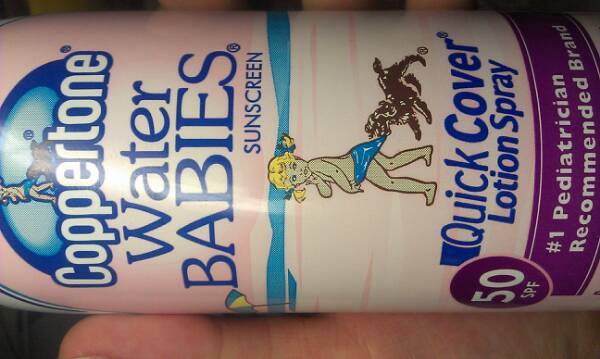 Coppertone®
Water
BABIES®
SUNSCREEN
Quick Cover®
Lotion Spray
50
SPF
#1 Pediatrician
Recommended Brand